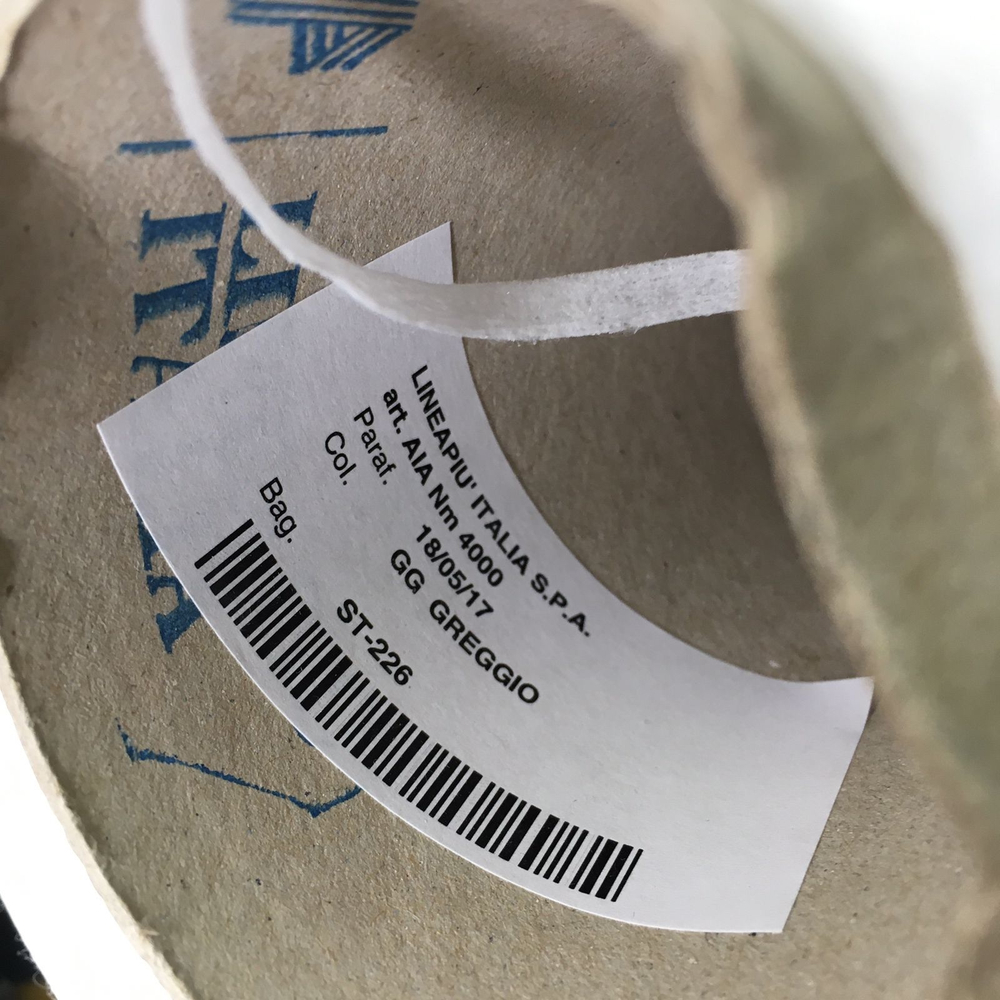 LINEAPIU' ITALIA S.P.A.
art. AIA Nm 4000
Paraf. 18/05/17
Col. GG GREGGIO
Bag. ST-226